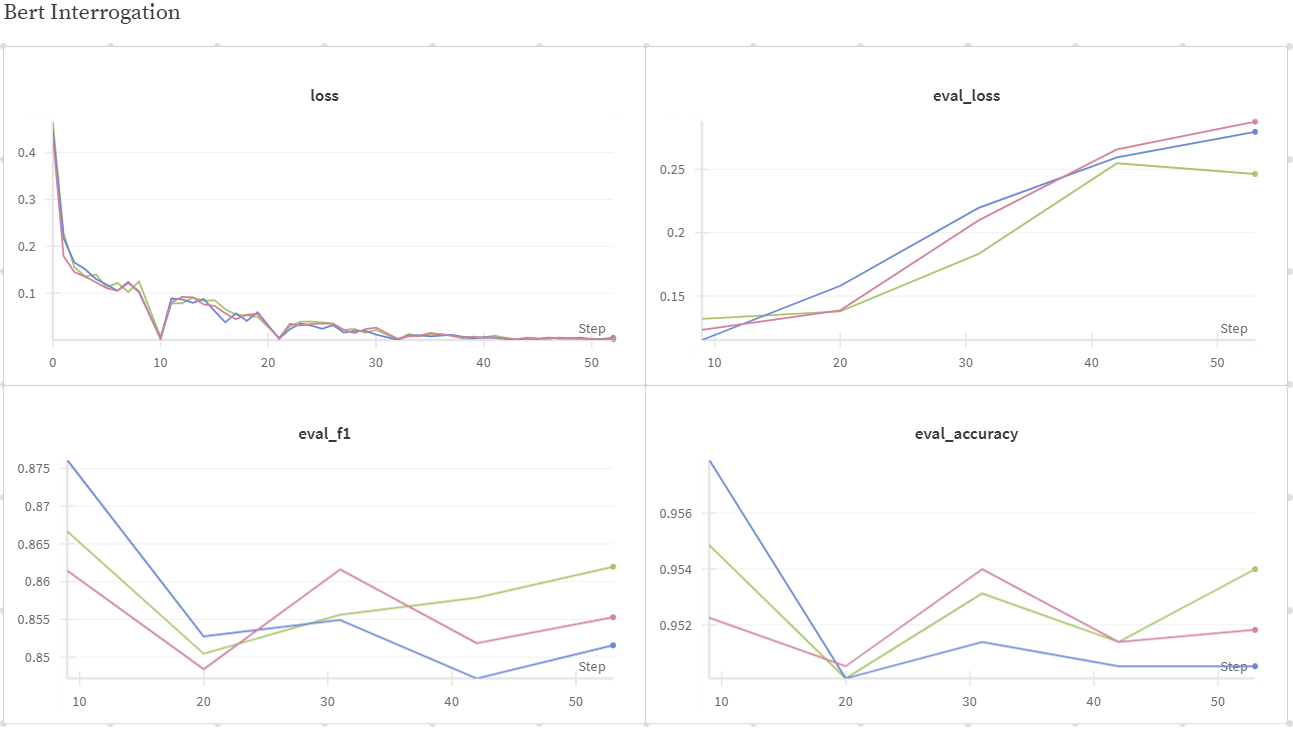 Bert Interrogation
loss
0.4
0.3
0.2
0.1
Step
0 10 20 30 40 50
eval_loss
0.25
0.2
0.15
Step
10 20 30 40 50
eval_f1
0.875
0.87
0.865
0.86
0.855
0.85
Step
10 20 30 40 50
eval_accuracy
0.956
0.954
0.952
Step
10 20 30 40 50